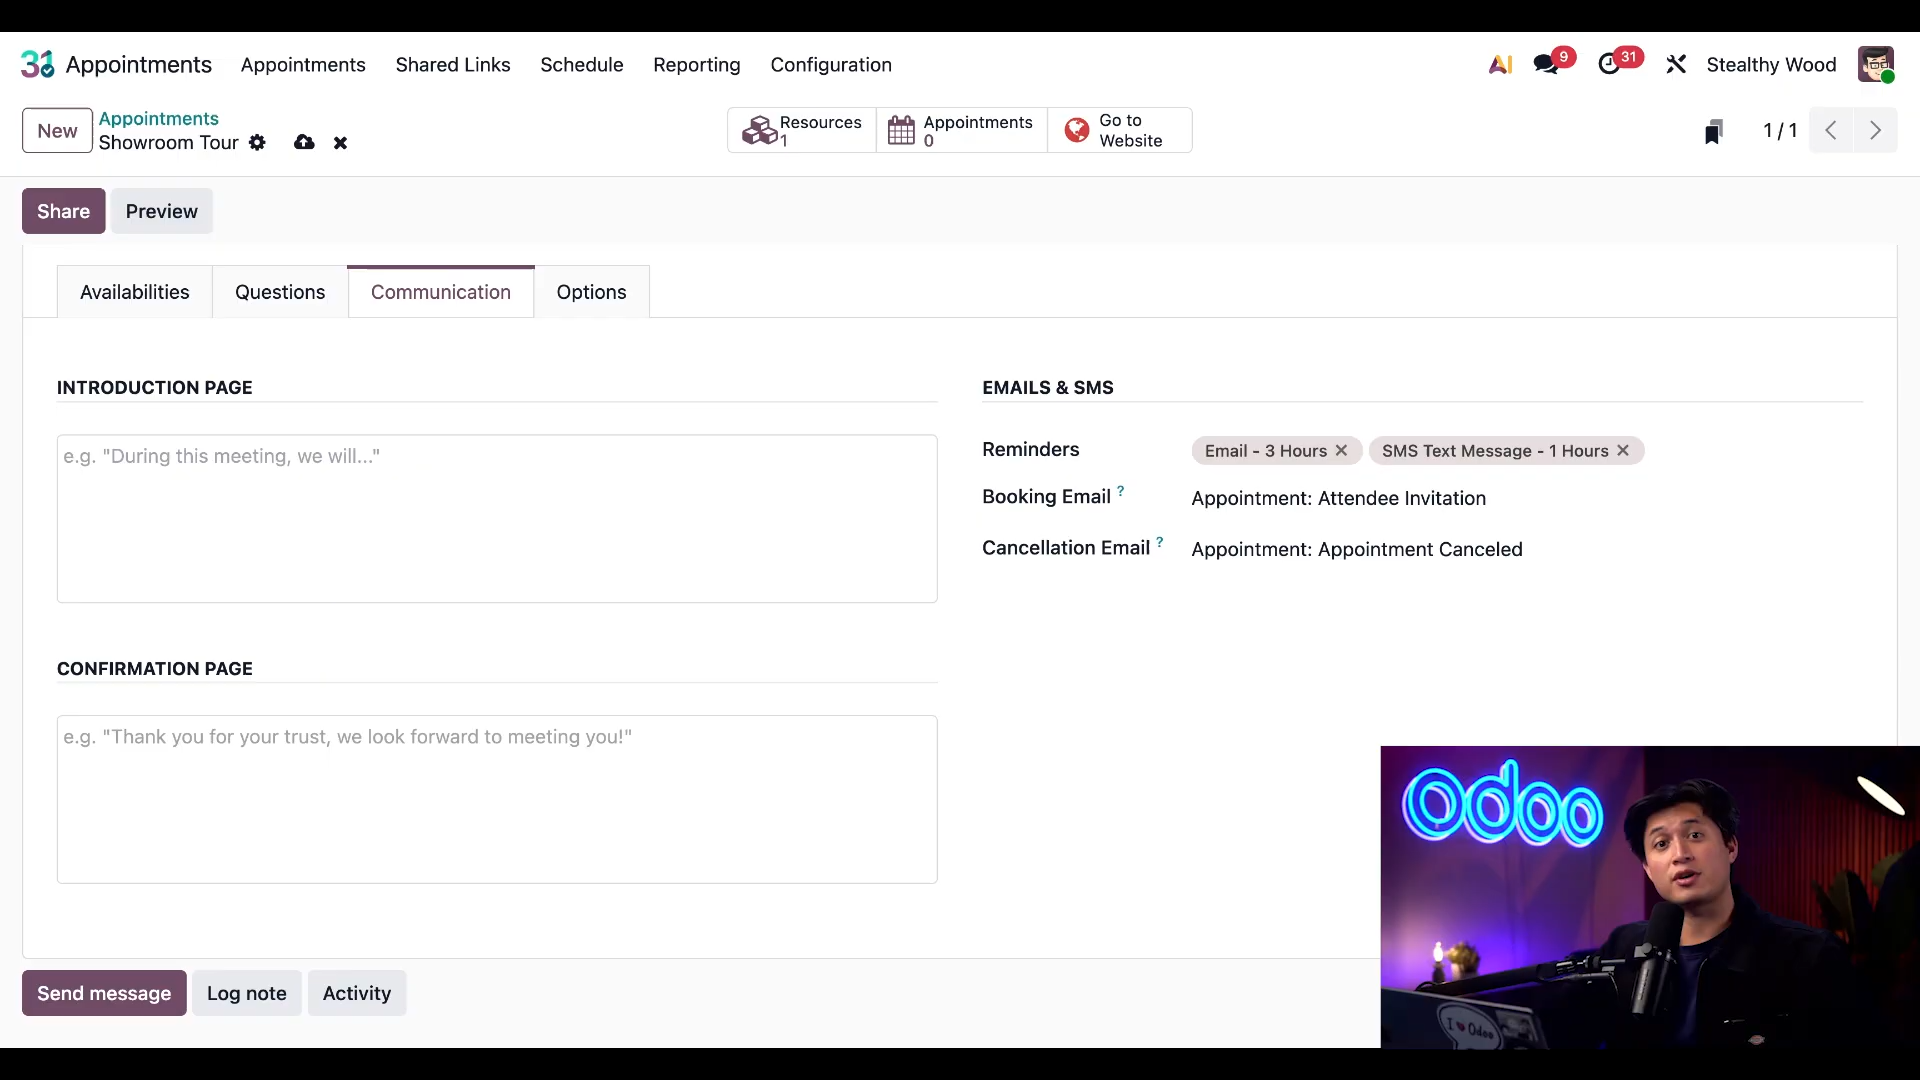 31 Appointments Appointments Shared Links Schedule Reporting Configuration AI 9 31 Stealthy Wood
New
Appointments
Showroom Tour
Resources
1
Appointments
0
Go to
Website
1 / 1
Share Preview
Availabilities Questions Communication Options
INTRODUCTION PAGE
e.g. "During this meeting, we will..."
EMAILS & SMS
Reminders Email - 3 Hours SMS Text Message - 1 Hours
Booking Email ? Appointment: Attendee Invitation
Cancellation Email ? Appointment: Appointment Canceled
CONFIRMATION PAGE
e.g. "Thank you for your trust, we look forward to meeting you!"
odoo
I ♥ Odoo
Send message Log note Activity